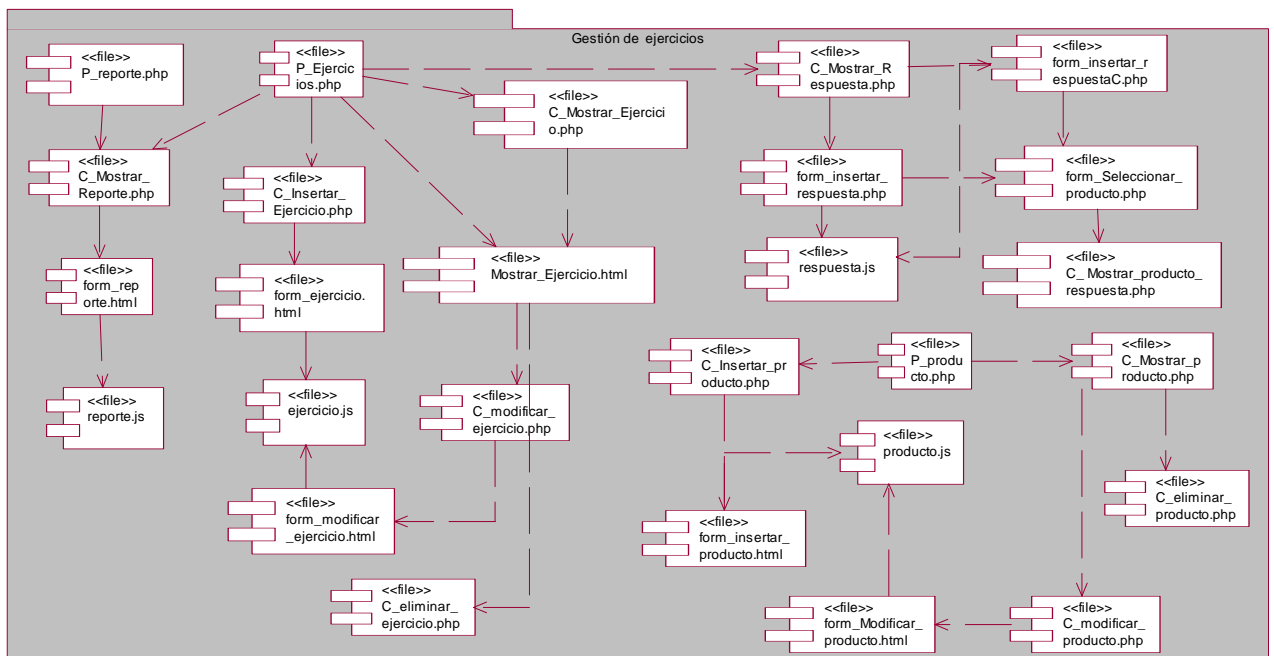 Gestión de ejercicios
<<file>>
P_reporte.php
<<file>>
P_Ejercic
ios.php
<<file>>
C_Mostrar_R
espuesta.php
<<file>>
form_insertar_r
espuestaC.php
<<file>>
C_Mostrar_Ejercici
o.php
<<file>>
C_Mostrar_
Reporte.php
<<file>>
C_Insertar_
Ejercicio.php
<<file>>
form_insertar_
respuesta.php
<<file>>
form_Seleccionar_
producto.php
<<file>>
form_rep
orte.html
<<file>>
form_ejercicio.
html
<<file>>
Mostrar_Ejercicio.html
<<file>>
respuesta.js
<<file>>
C_ Mostrar_producto_
respuesta.php
<<file>>
C_Insertar_pr
oducto.php
<<file>>
P_produ
cto.php
<<file>>
C_Mostrar_p
roducto.php
<<file>>
reporte.js
<<file>>
ejercicio.js
<<file>>
C_modificar_
ejercicio.php
<<file>>
producto.js
<<file>>
C_eliminar_
producto.php
<<file>>
form_modificar
_ejercicio.html
<<file>>
form_insertar_
producto.html
<<file>>
C_eliminar_
ejercicio.php
<<file>>
form_Modificar_
producto.html
<<file>>
C_modificar_
producto.php